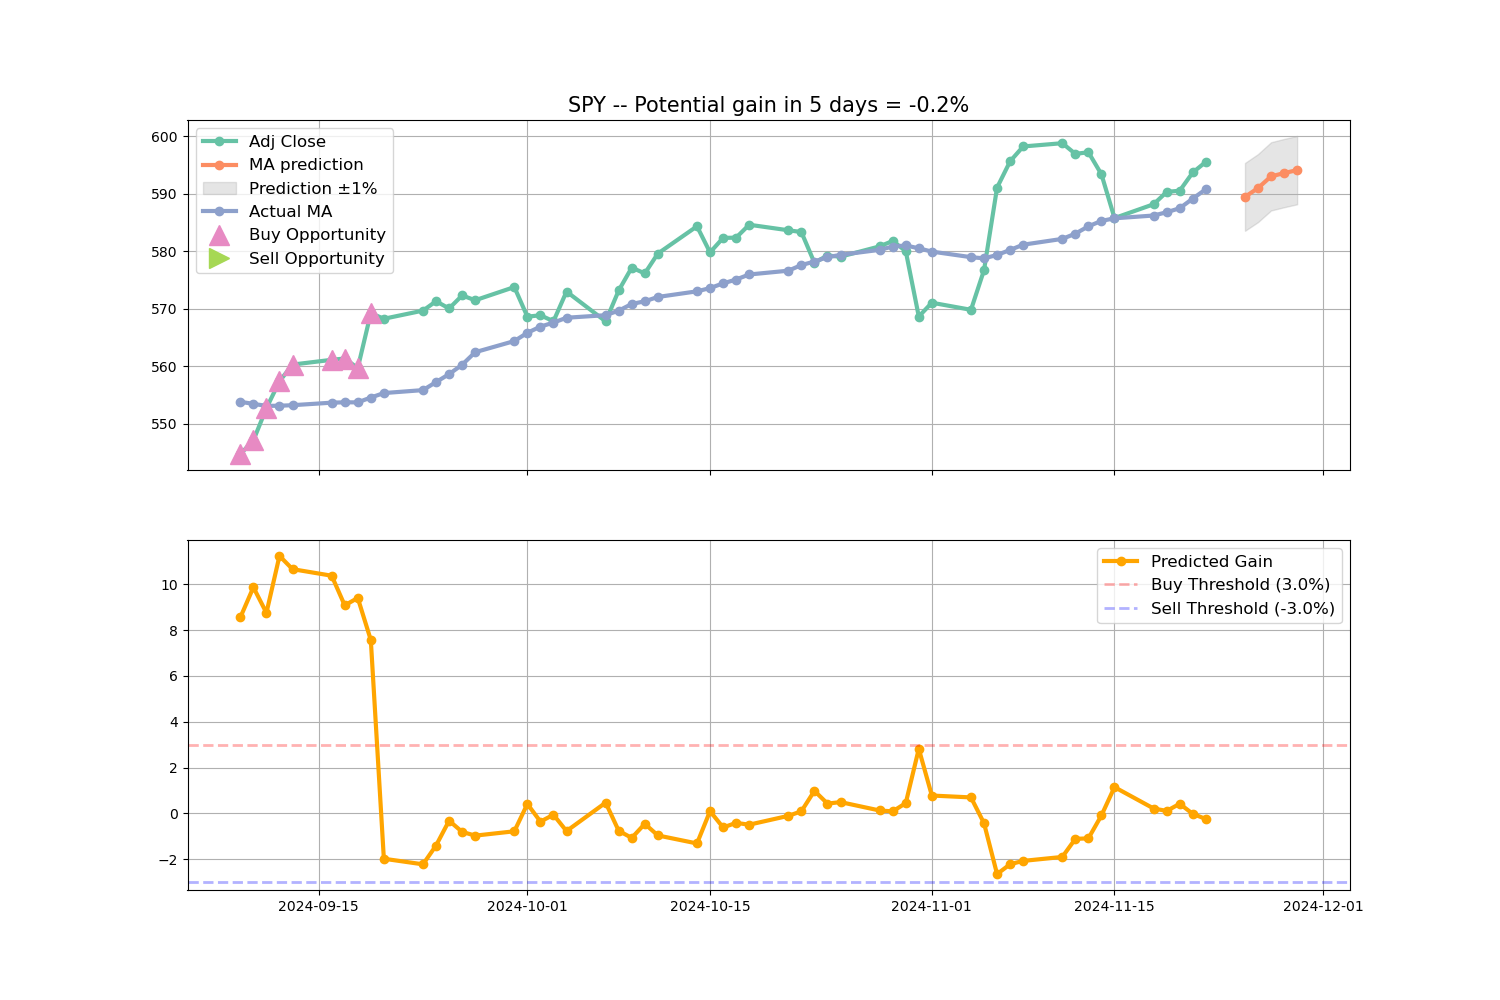 SPY -- Potential gain in 5 days = -0.2%
600
590
580
570
560
550
Adj Close
MA prediction
Prediction ±1%
Actual MA
Buy Opportunity
Sell Opportunity
10
8
6
4
2
0
−2
Predicted Gain
Buy Threshold (3.0%)
Sell Threshold (-3.0%)
2024-09-15
2024-10-01
2024-10-15
2024-11-01
2024-11-15
2024-12-01